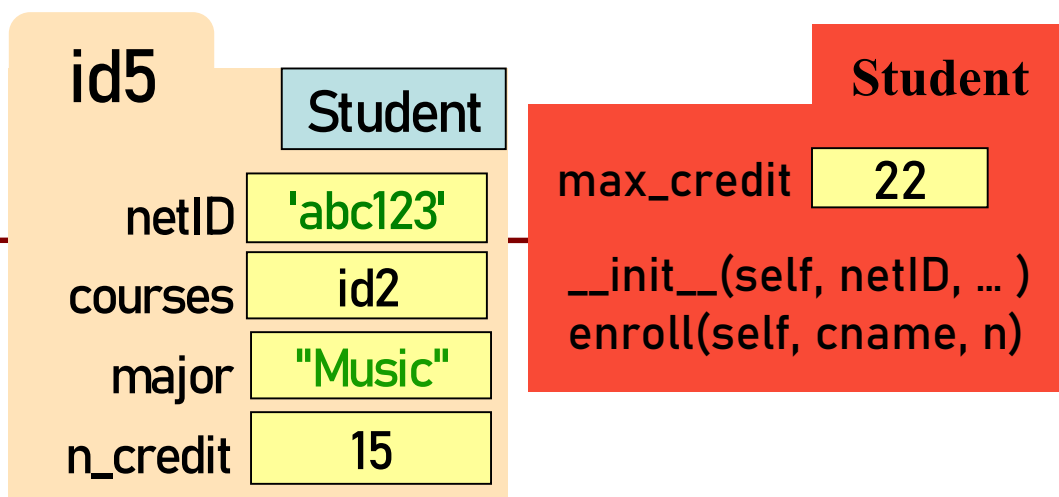 id5
Student
netID 'abc123'
courses id2
major "Music"
n_credit 15
Student
max_credit 22
__init__(self, netID, ... )
enroll(self, cname, n)